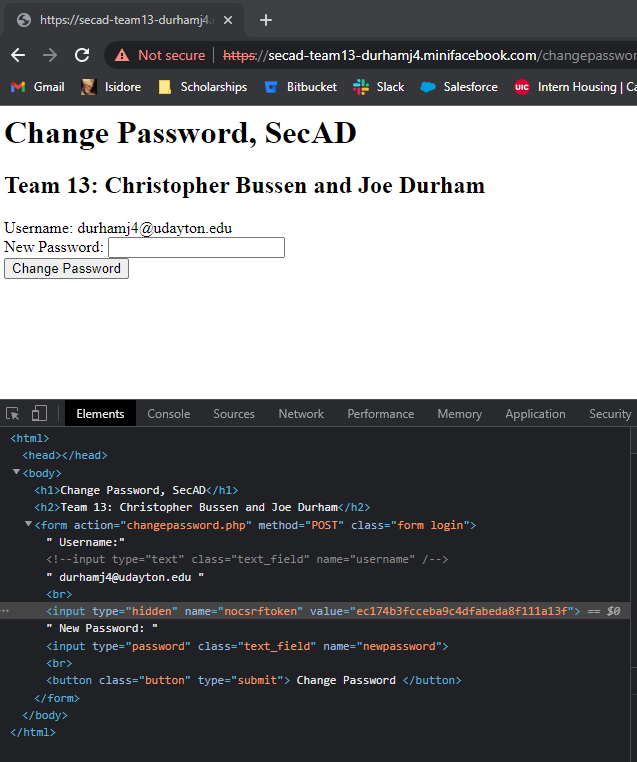 https://secad-team13-durhamj4.
Not secure https://secad-team13-durhamj4.minifacebook.com/changepasswor
Gmail Isidore Scholarships Bitbucket Slack Salesforce UIC Intern Housing | Ca
Change Password, SecAD
Team 13: Christopher Bussen and Joe Durham
Username: durhamj4@udayton.edu
New Password:
Change Password
Elements Console Sources Network Performance Memory Application Security
<html>
<head></head>
<body>
<h1>Change Password, SecAD</h1>
<h2>Team 13: Christopher Bussen and Joe Durham</h2>
<form action="changepassword.php" method="POST" class="form login">
" Username:"
<!--input type="text" class="text_field" name="username" /-->
" durhamj4@udayton.edu "
<br>
<input type="hidden" name="nocsrftoken" value="ec174b3fcceba9c4dfabeda8f111a13f"> == $0
" New Password: "
<input type="password" class="text_field" name="newpassword">
<br>
<button class="button" type="submit"> Change Password </button>
</form>
</body>
</html>